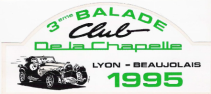 3ème BALADE
Club
De la Chapelle
LYON - BEAUJOLAIS
1995